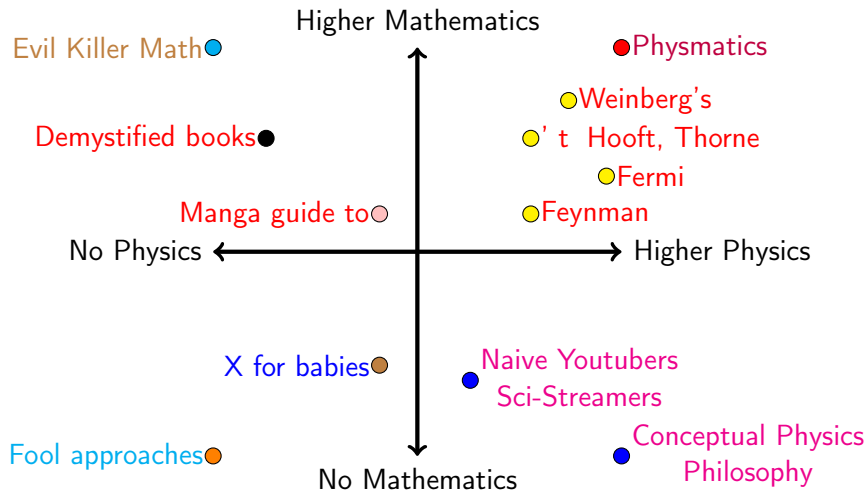 Higher Mathematics
Evil Killer Math
Physmatics
Weinberg's
Demystified books
' t Hooft, Thorne
Fermi
Manga guide to
Feynman
No Physics
Higher Physics
X for babies
Naive Youtubers
Sci-Streamers
Fool approaches
Conceptual Physics
Philosophy
No Mathematics